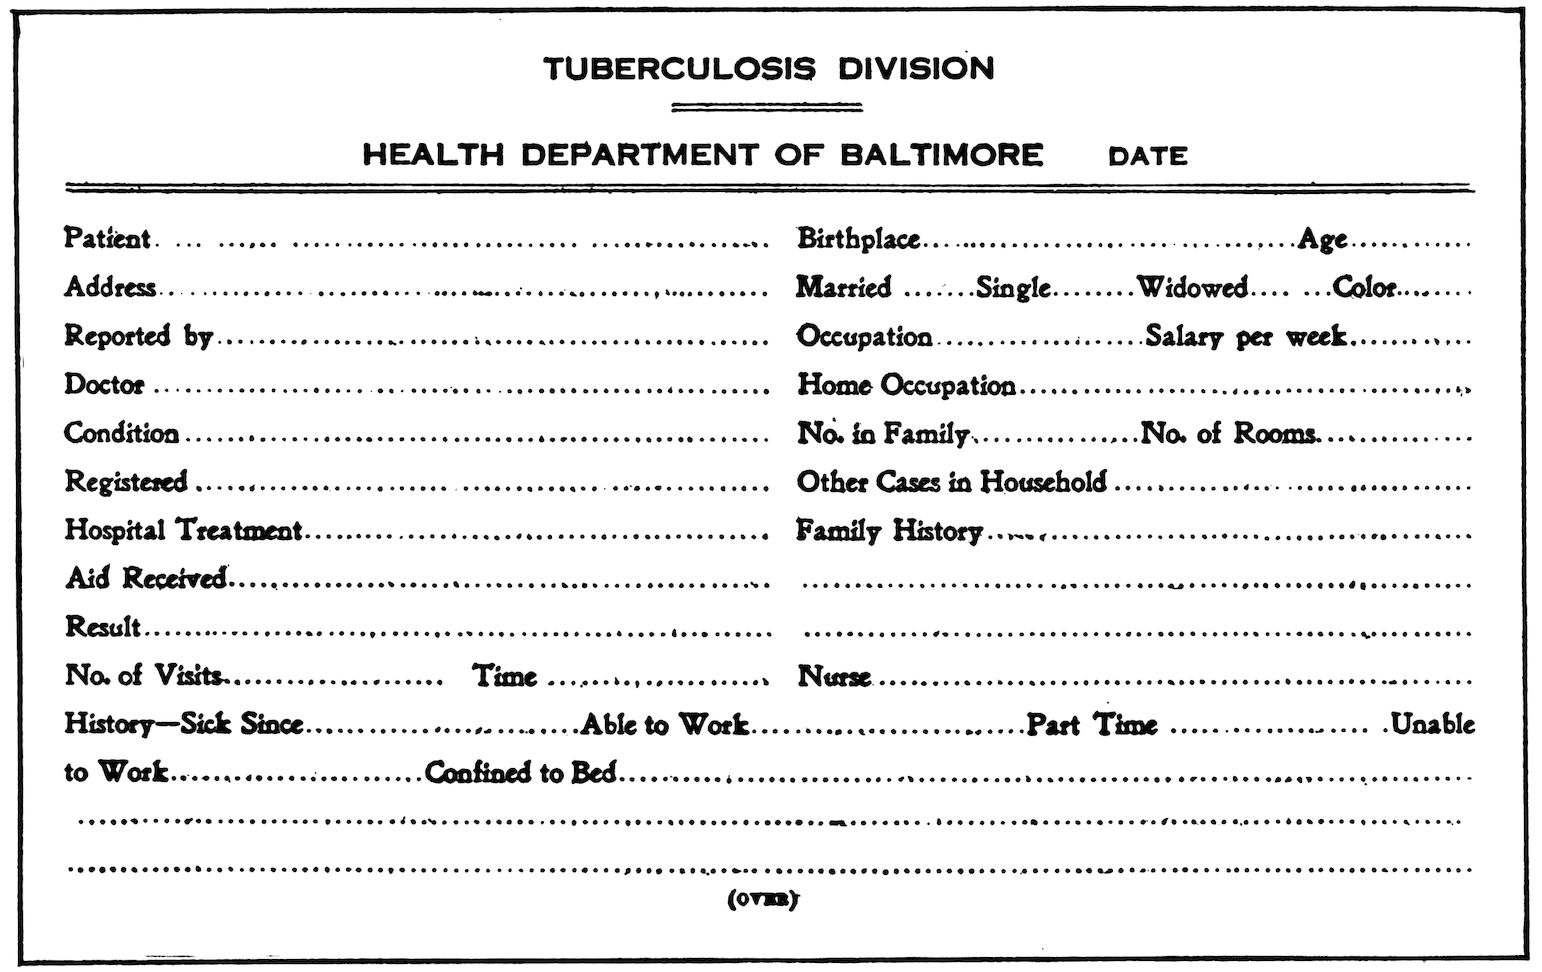 TUBERCULOSIS DIVISION
HEALTH DEPARTMENT OF BALTIMORE DATE
Patient Birthplace Age
Address Married Single Widowed Color
Reported by Occupation Salary per week
Doctor Home Occupation
Condition No. in Family No. of Rooms
Registered Other Cases in Household
Hospital Treatment Family History
Aid Received
Result
No. of Visits Time Nurse
History—Sick Since Able to Work Part Time Unable
to Work Confined to Bed
(OVER)